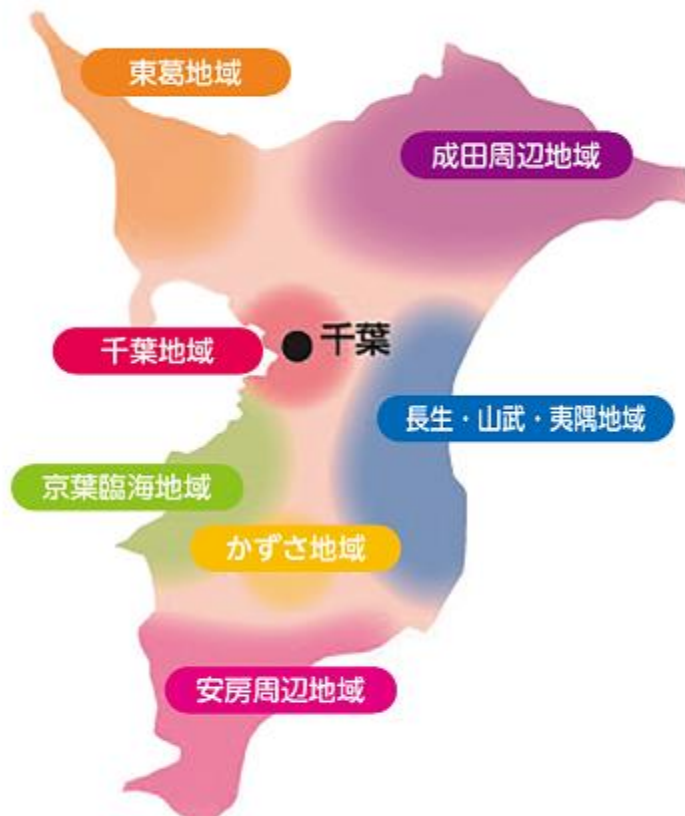 東葛地域
成田周辺地域
千葉
千葉地域
長生・山武・夷隅地域
京葉臨海地域
かずさ地域
安房周辺地域